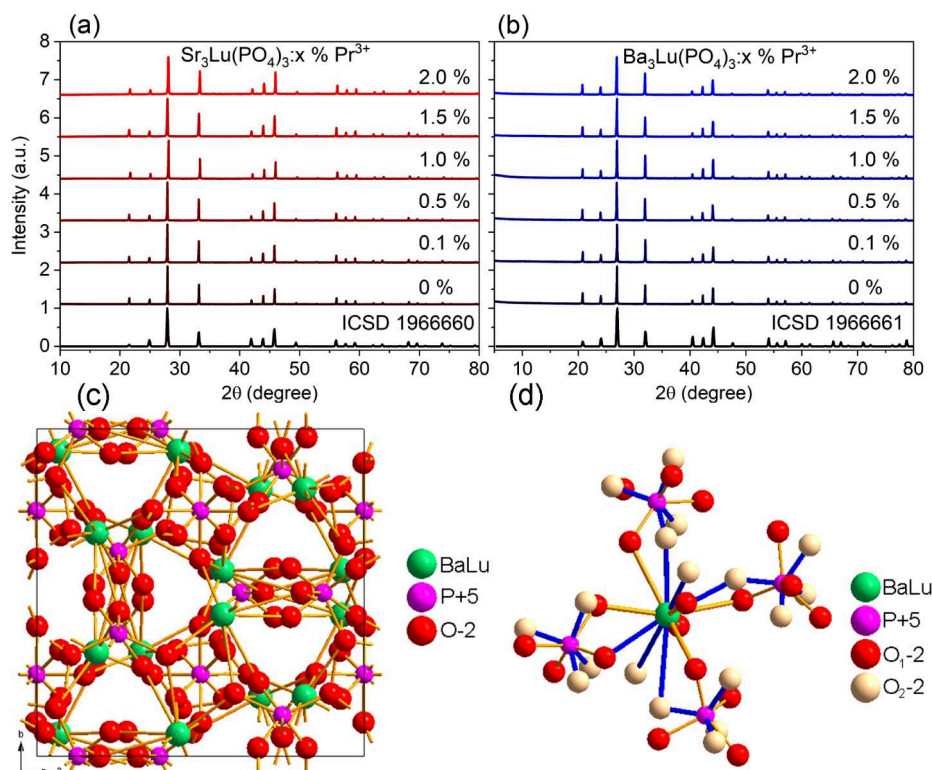 (a)
Sr₃Lu(PO₄)₃:x % Pr³⁺
2.0 %
1.5 %
1.0 %
0.5 %
0.1 %
0 %
ICSD 1966660
8
7
6
5
4
3
2
1
0
Intensity (a.u.)
10 20 30 40 50 60 70 80
2θ (degree)
(b)
Ba₃Lu(PO₄)₃:x % Pr³⁺
2.0 %
1.5 %
1.0 %
0.5 %
0.1 %
0 %
ICSD 1966661
10 20 30 40 50 60 70 80
2θ (degree)
(c)
b
BaLu
P+5
O-2
(d)
BaLu
P+5
O₁-2
O₂-2